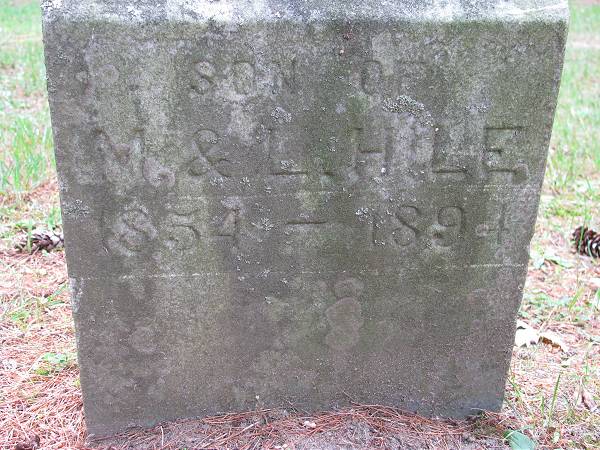 SON OF
M. & L. HILE
1854 – 1894